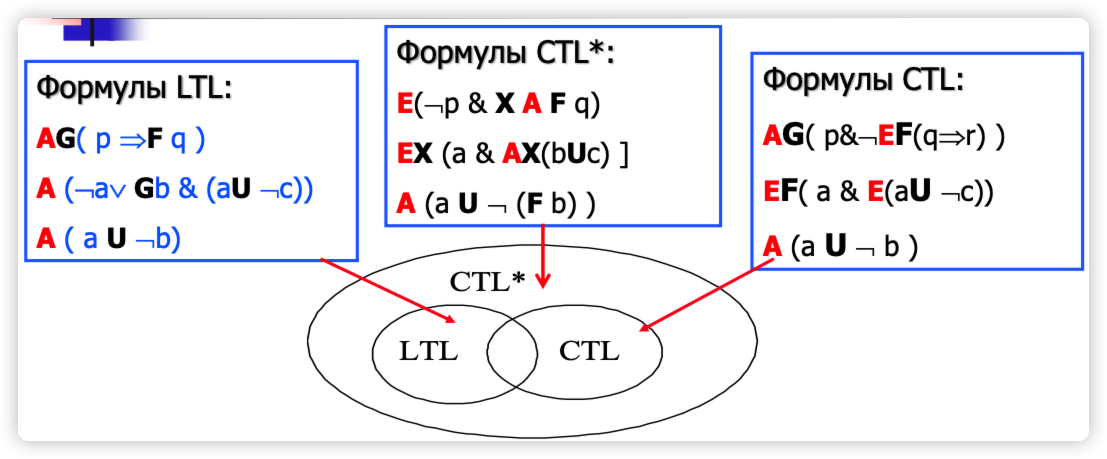 Формулы LTL:
AG( p ⇒F q )
A (¬a∨ Gb & (aU ¬c))
A ( a U ¬b)
Формулы CTL*:
E(¬p & X A F q)
EX (a & AX(bUc) ]
A (a U ¬ (F b) )
Формулы CTL:
AG( p&¬EF(q⇒r) )
EF( a & E(aU ¬c))
A (a U ¬ b )
CTL*
LTL
CTL